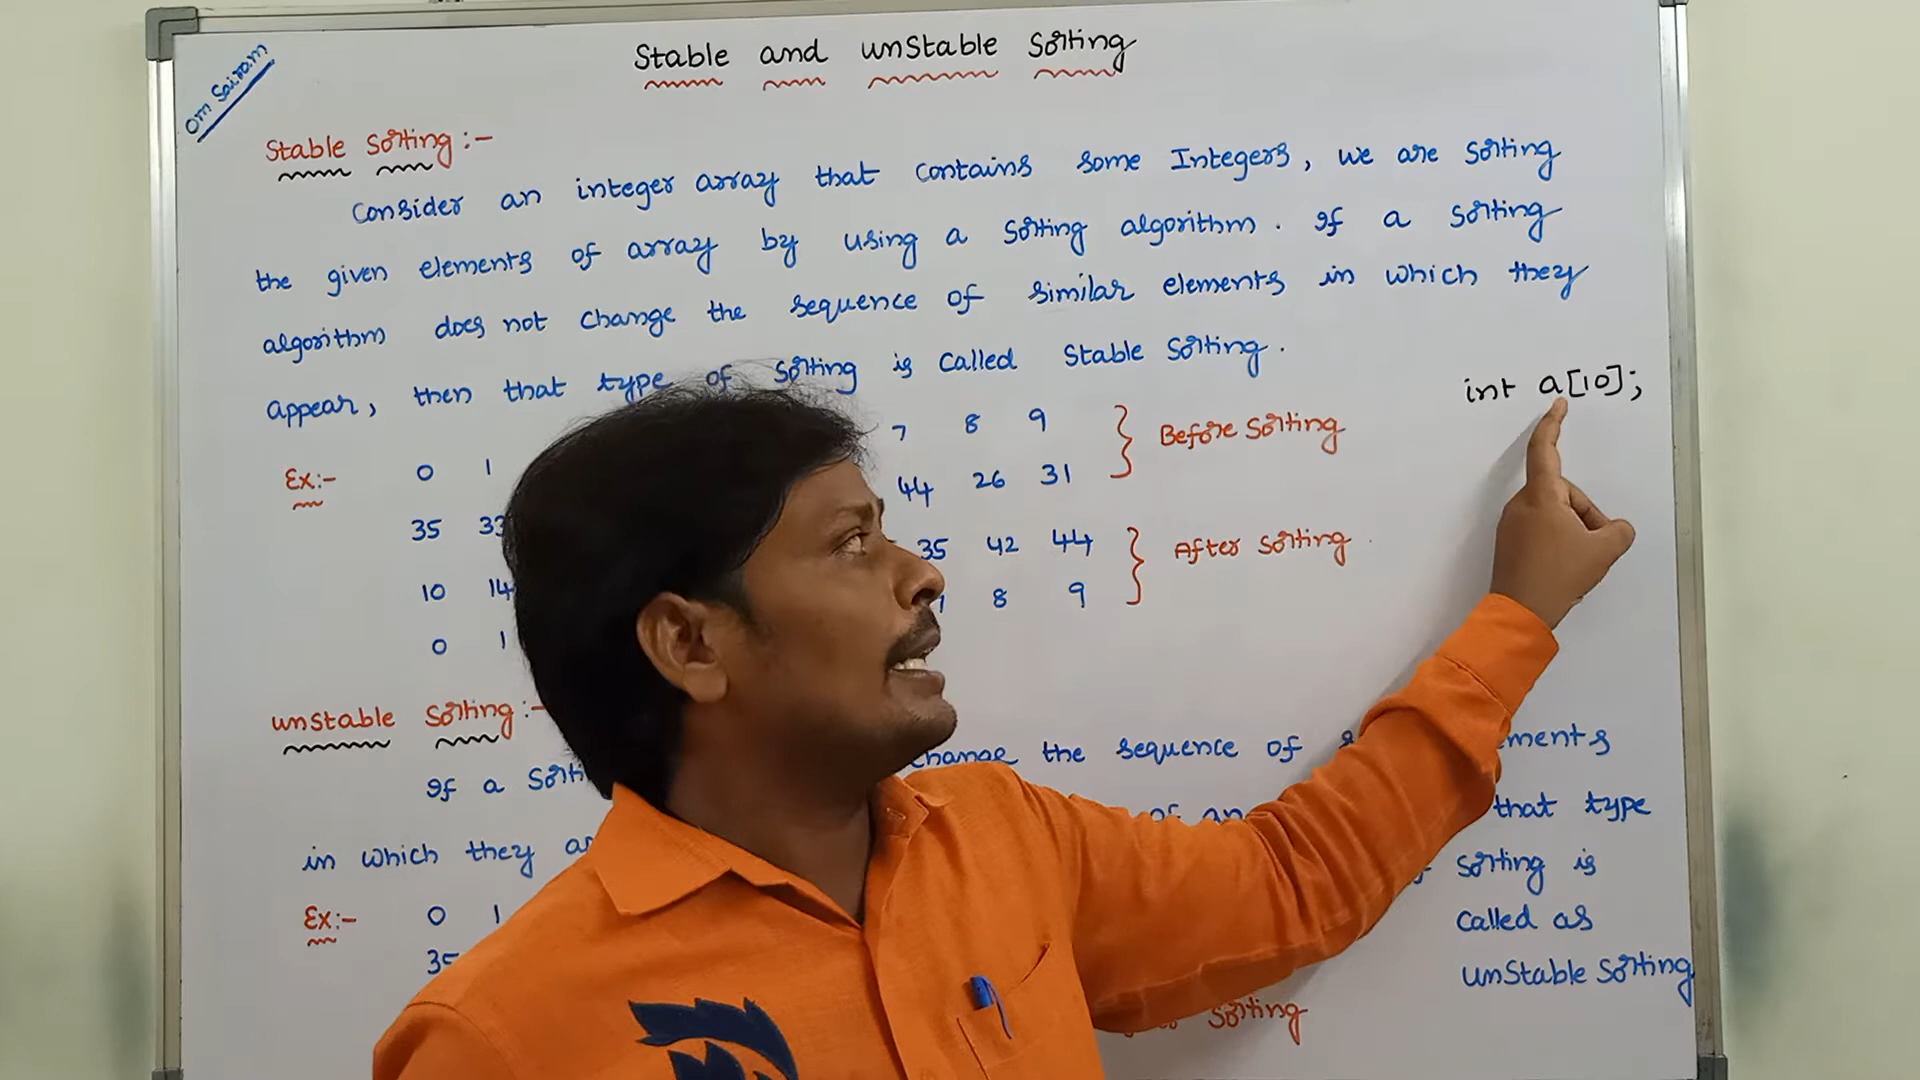 Om Sairam
Stable and unstable Sorting
Stable Sorting :-
Consider an integer array that contains some Integers, we are sorting
the given elements of array by using a sorting algorithm. If a sorting
algorithm does not change the sequence of similar elements in which they
appear, then that type of sorting is called Stable Sorting.
int a[10];
Ex:- 0 1 7 8 9 } Before Sorting
35 33 44 26 31
10 14 35 42 44 } After Sorting
0 1 8 9
unstable Sorting :-
If a change the sequence of
in which they of that type
sorting is
Ex:- 0 1 called as
35 unstable Sorting
Sorting